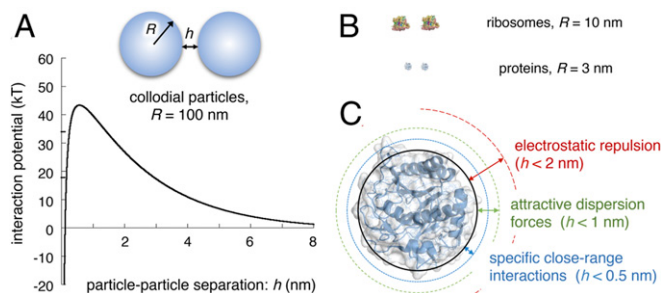 A
R
h
collodial particles,
R = 100 nm
interaction potential (kT)
60
50
40
30
20
10
0
-10
-20
2
4
6
8
particle-particle separation: h (nm)
B
ribosomes, R = 10 nm
proteins, R = 3 nm
C
electrostatic repulsion
(h < 2 nm)
attractive dispersion
forces (h < 1 nm)
specific close-range
interactions (h < 0.5 nm)